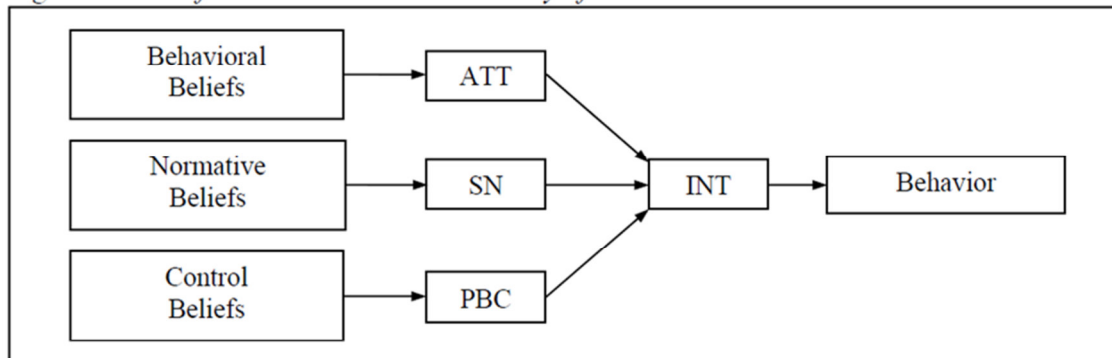 Behavioral
Beliefs
ATT
Normative
Beliefs
SN
INT
Behavior
Control
Beliefs
PBC